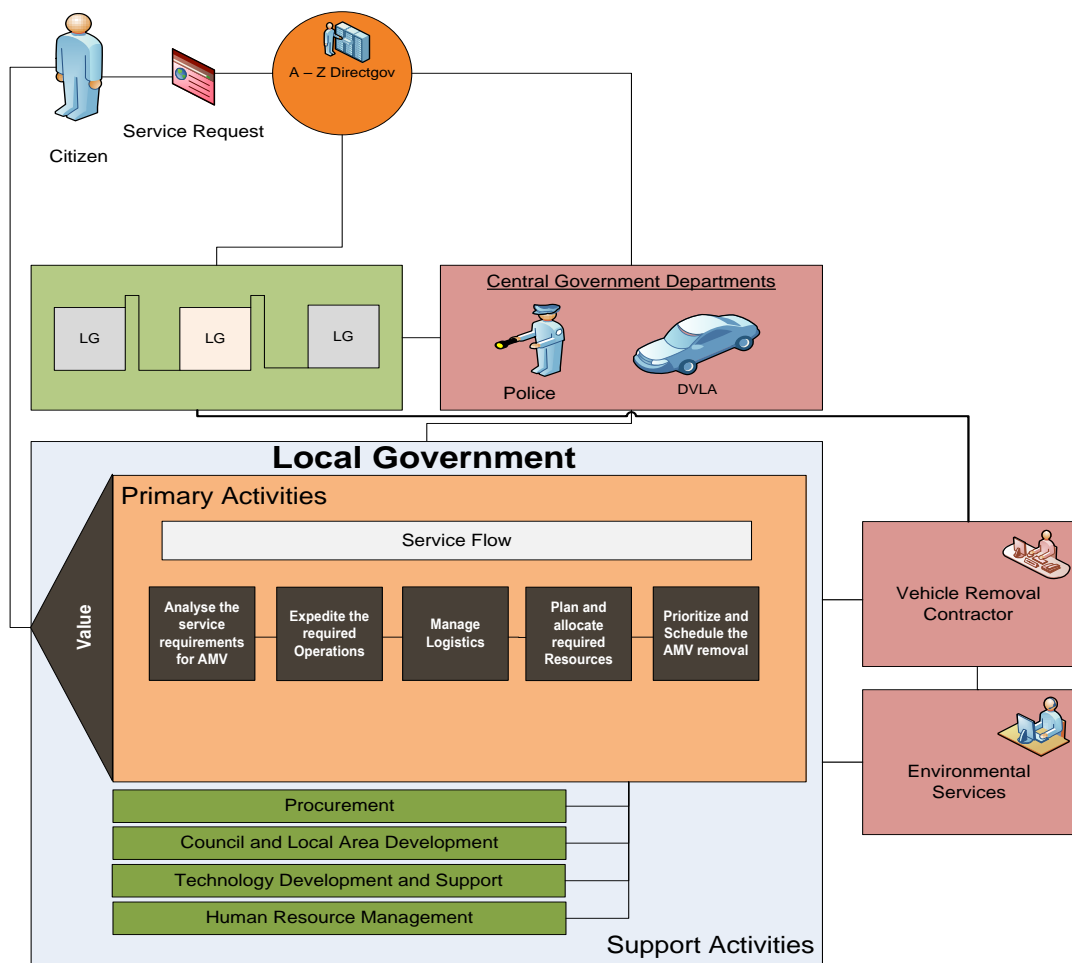 A – Z Directgov
Service Request
Citizen
LG
LG
LG
Central Government Departments
Police
DVLA
Local Government
Primary Activities
Service Flow
Value
Analyse the
service
requirements
for AMV
Expedite the
required
Operations
Manage
Logistics
Plan and
allocate
required
Resources
Prioritize and
Schedule the
AMV removal
Vehicle Removal
Contractor
Environmental
Services
Procurement
Council and Local Area Development
Technology Development and Support
Human Resource Management
Support Activities